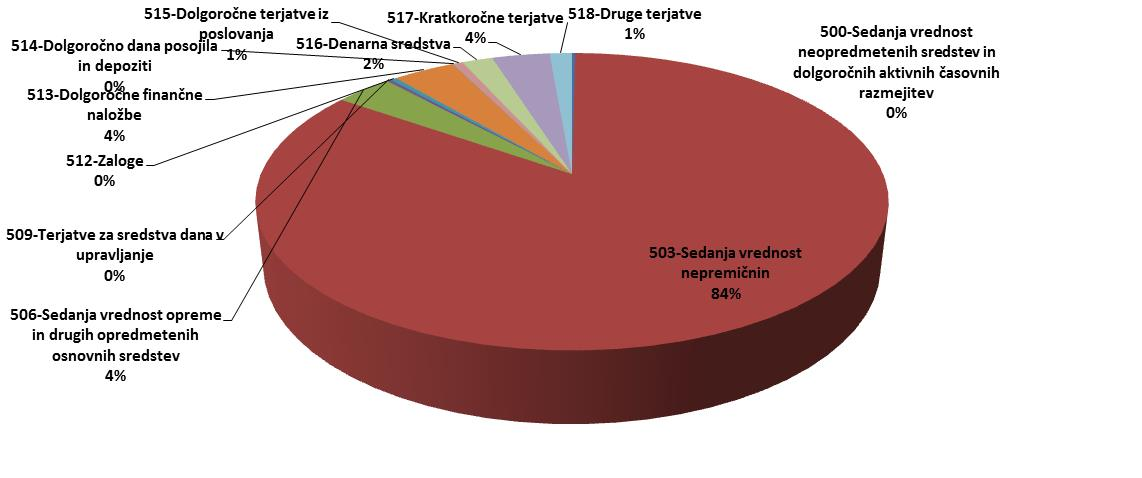 515-Dolgoročne terjatve iz
poslovanja
1%
517-Kratkoročne terjatve
4%
518-Druge terjatve
1%
500-Sedanja vrednost
neopredmetenih sredstev in
dolgoročnih aktivnih časovnih
razmejitev
0%
514-Dolgoročno dana posojila
in depoziti
0%
516-Denarna sredstva
2%
513-Dolgoročne finančne
naložbe
4%
512-Zaloge
0%
509-Terjatve za sredstva dana v
upravljanje
0%
503-Sedanja vrednost
nepremičnin
84%
506-Sedanja vrednost opreme
in drugih opredmetenih
osnovnih sredstev
4%